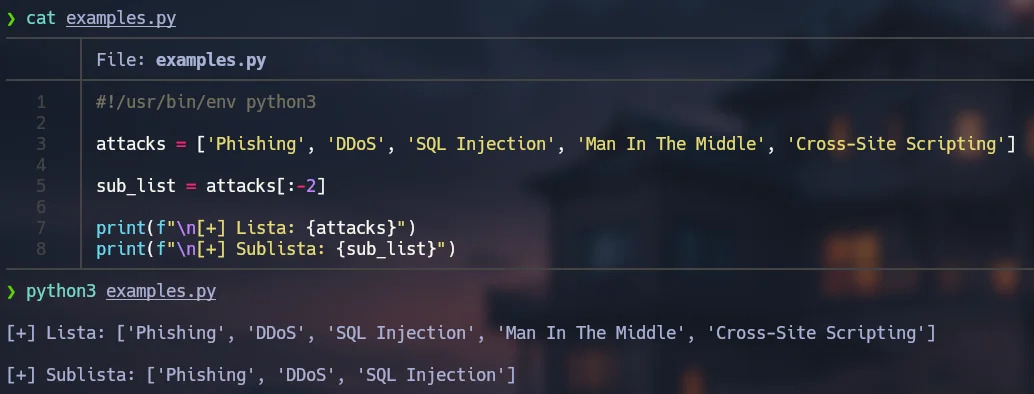 ❯ cat examples.py
File: examples.py
1 #!/usr/bin/env python3
2
3 attacks = ['Phishing', 'DDoS', 'SQL Injection', 'Man In The Middle', 'Cross-Site Scripting']
4
5 sub_list = attacks[:-2]
6
7 print(f"\n[+] Lista: {attacks}")
8 print(f"\n[+] Sublista: {sub_list}")
❯ python3 examples.py
[+] Lista: ['Phishing', 'DDoS', 'SQL Injection', 'Man In The Middle', 'Cross-Site Scripting']
[+] Sublista: ['Phishing', 'DDoS', 'SQL Injection']